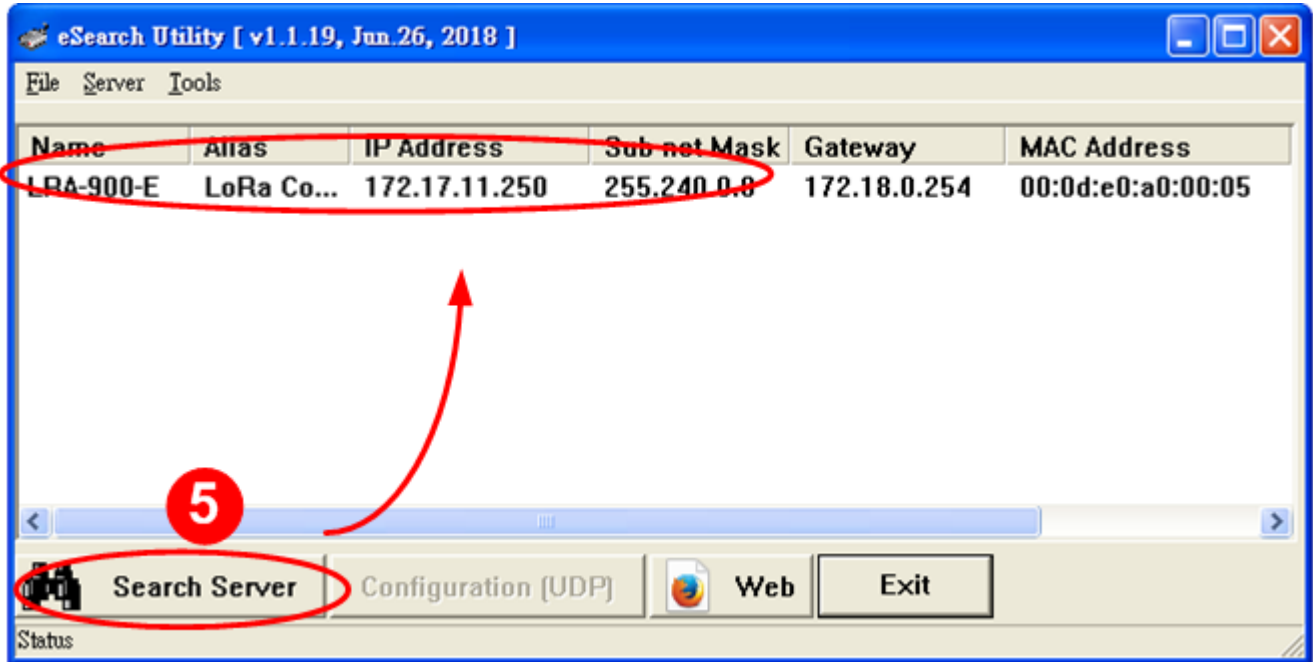 eSearch Utility [ v1.1.19, Jun.26, 2018 ]
File Server Tools
Name Alias IP Address Sub-net Mask Gateway MAC Address
LRA-900-E LoRa Co... 172.17.11.250 255.240.0.0 172.18.0.254 00:0d:e0:a0:00:05
5
Search Server Configuration (UDP) Web Exit
Status